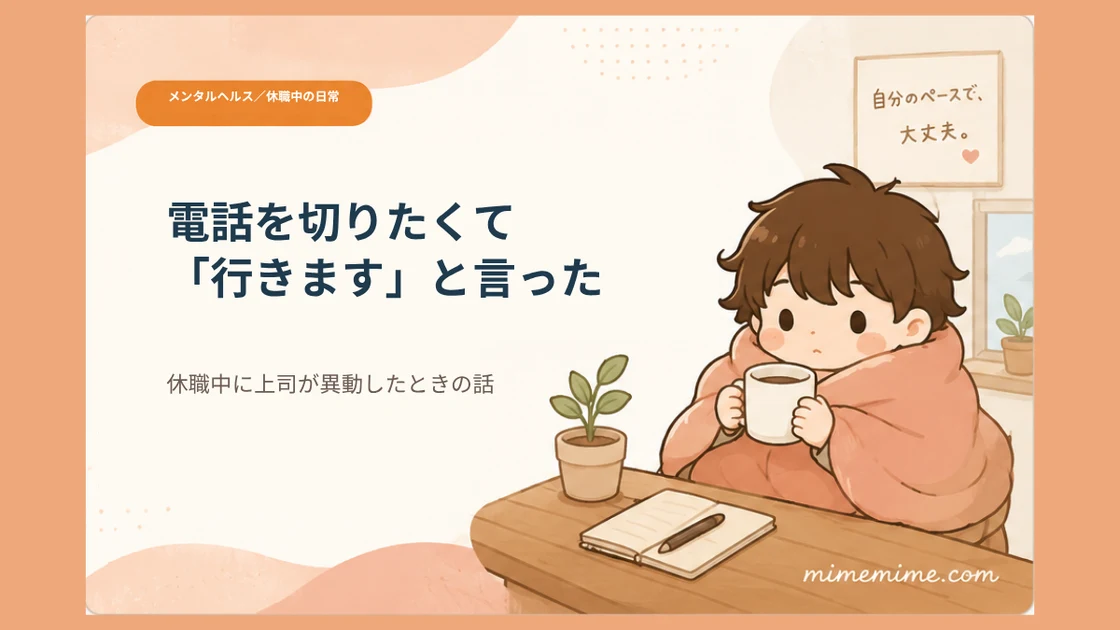 メンタルヘルス／休職中の日常
自分のペースで、
大丈夫。
電話を切りたくて
「行きます」と言った
休職中に上司が異動したときの話
mimemime.com